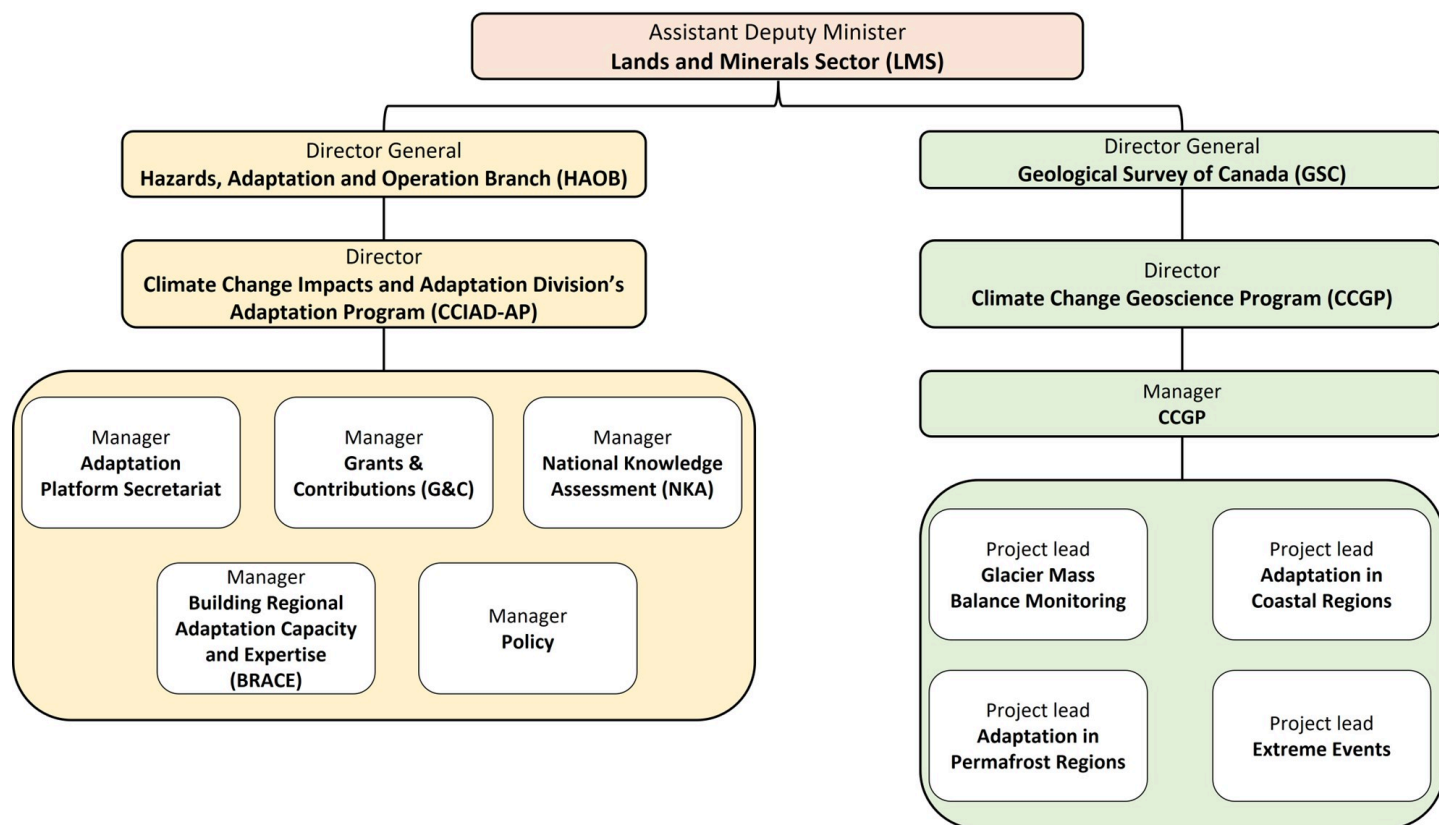 Assistant Deputy Minister
Lands and Minerals Sector (LMS)
Director General
Hazards, Adaptation and Operation Branch (HAOB)
Director
Climate Change Impacts and Adaptation Division’s
Adaptation Program (CCIAD-AP)
Manager
Adaptation
Platform Secretariat
Manager
Grants &
Contributions (G&C)
Manager
National Knowledge
Assessment (NKA)
Manager
Building Regional
Adaptation Capacity
and Expertise
(BRACE)
Manager
Policy
Director General
Geological Survey of Canada (GSC)
Director
Climate Change Geoscience Program (CCGP)
Manager
CCGP
Project lead
Glacier Mass
Balance Monitoring
Project lead
Adaptation in
Coastal Regions
Project lead
Adaptation in
Permafrost Regions
Project lead
Extreme Events